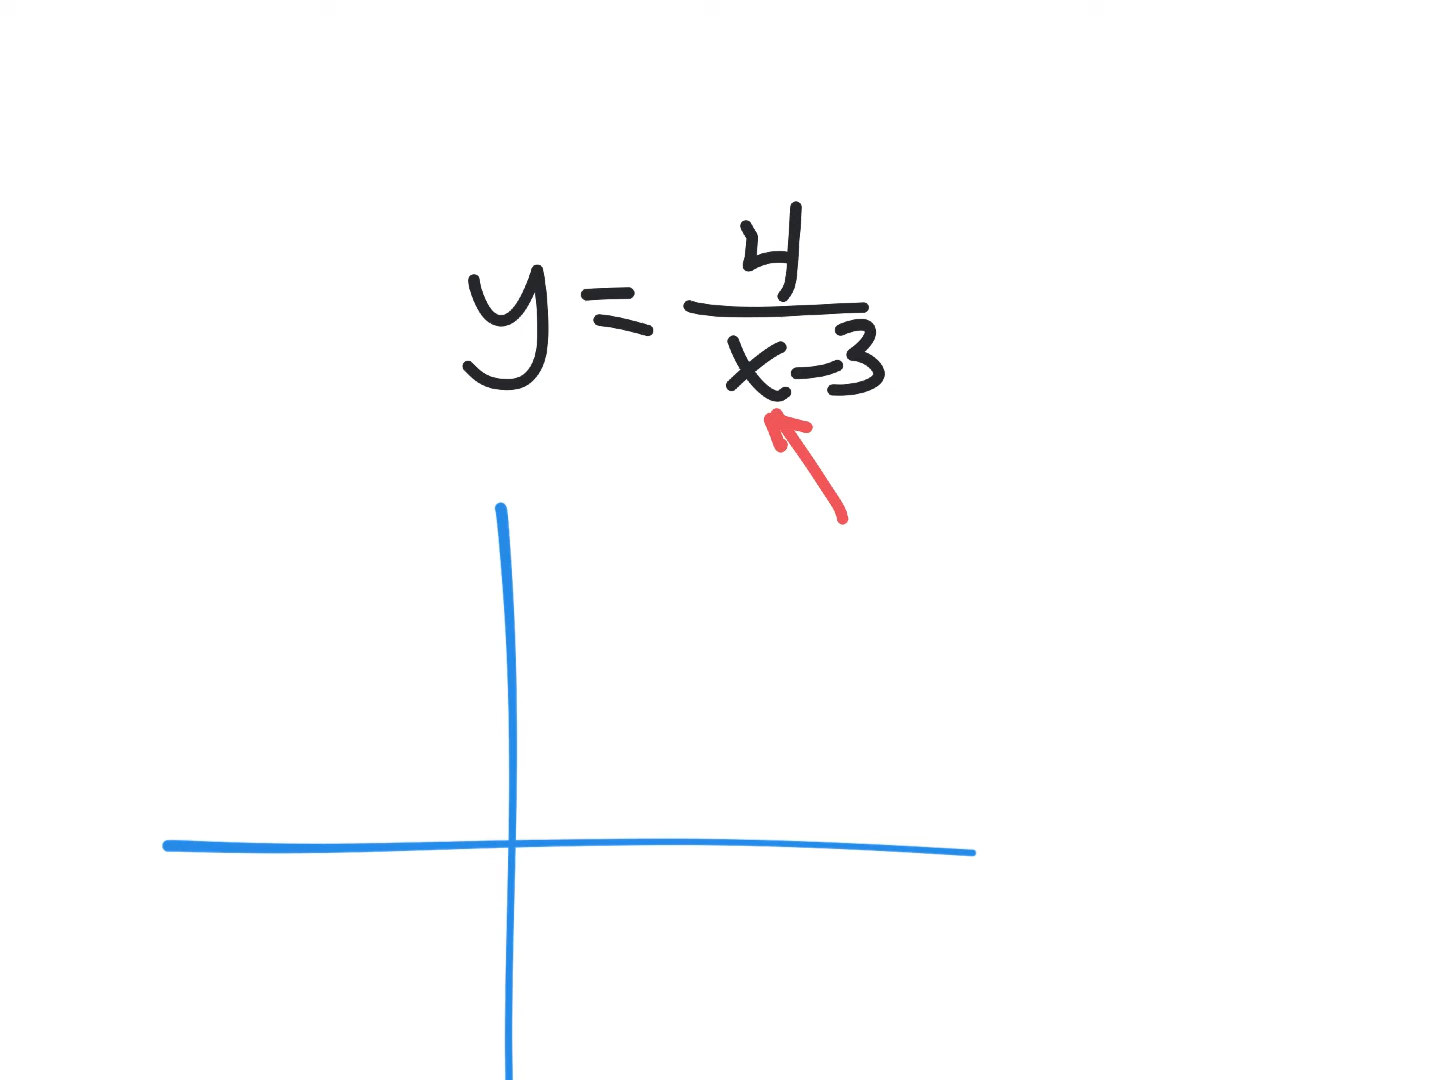 y = 4/(x-3)